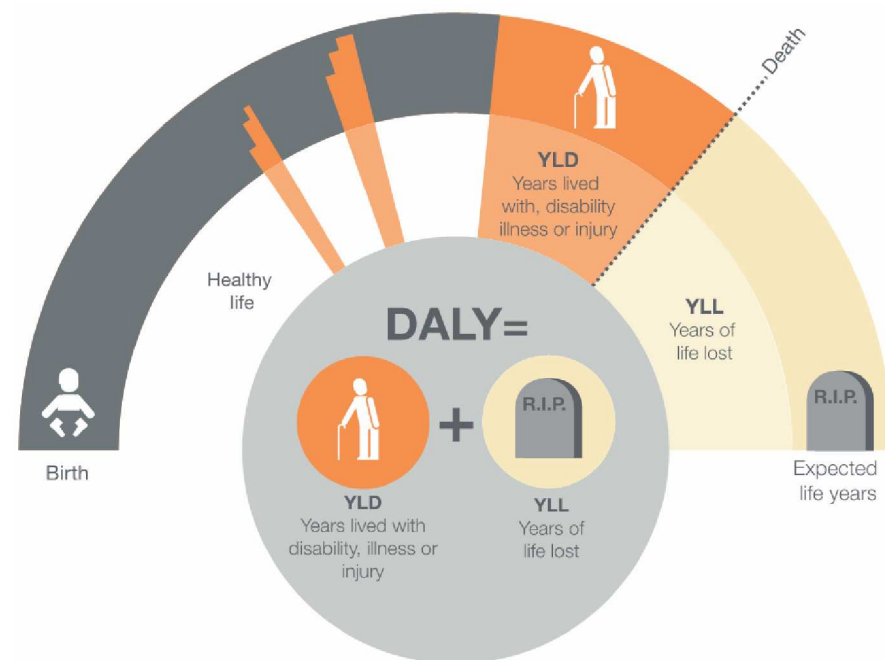 Death
YLD
Years lived
with, disability
illness or injury
Healthy
life
YLL
Years of
life lost
DALY=
R.I.P.
+
R.I.P.
Birth
Expected
life years
YLD
Years lived with
disability, illness or
injury
YLL
Years of
life lost